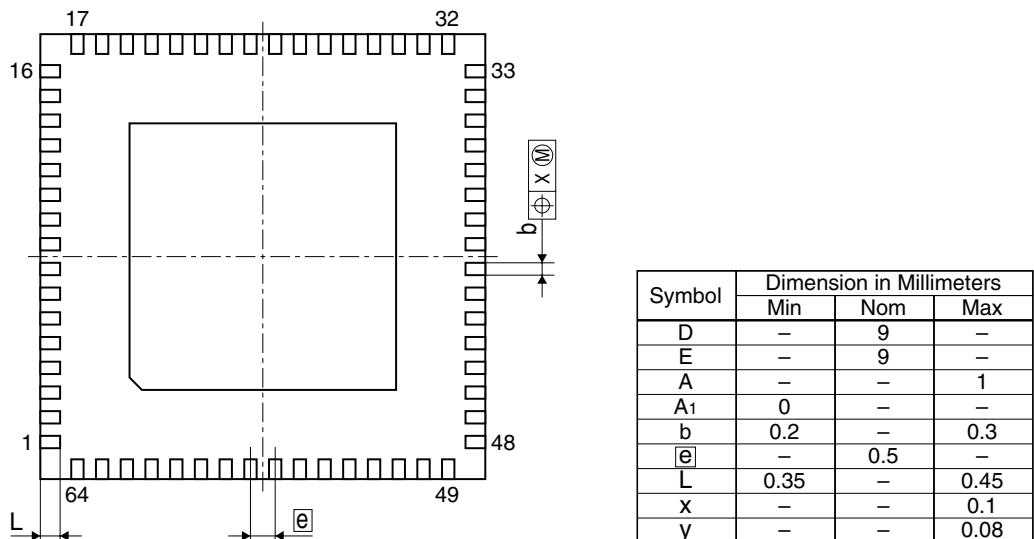 17 32
16 33
⌖ x Ⓜ
b
1 48
64 49
L e
Symbol Dimension in Millimeters
Min Nom Max
D – 9 –
E – 9 –
A – – 1
A1 0 – –
b 0.2 – 0.3
e – 0.5 –
L 0.35 – 0.45
x – – 0.1
y – – 0.08